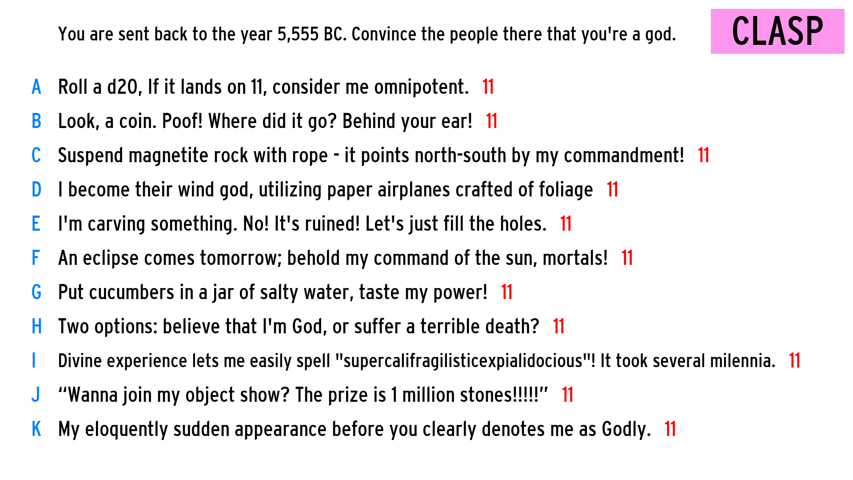 You are sent back to the year 5,555 BC. Convince the people there that you're a god.
CLASP
A Roll a d20, If it lands on 11, consider me omnipotent. 11
B Look, a coin. Poof! Where did it go? Behind your ear! 11
C Suspend magnetite rock with rope - it points north-south by my commandment! 11
D I become their wind god, utilizing paper airplanes crafted of foliage 11
E I'm carving something. No! It's ruined! Let's just fill the holes. 11
F An eclipse comes tomorrow; behold my command of the sun, mortals! 11
G Put cucumbers in a jar of salty water, taste my power! 11
H Two options: believe that I'm God, or suffer a terrible death? 11
I Divine experience lets me easily spell "supercalifragilisticexpialidocious"! It took several milennia. 11
J “Wanna join my object show? The prize is 1 million stones!!!!!” 11
K My eloquently sudden appearance before you clearly denotes me as Godly. 11